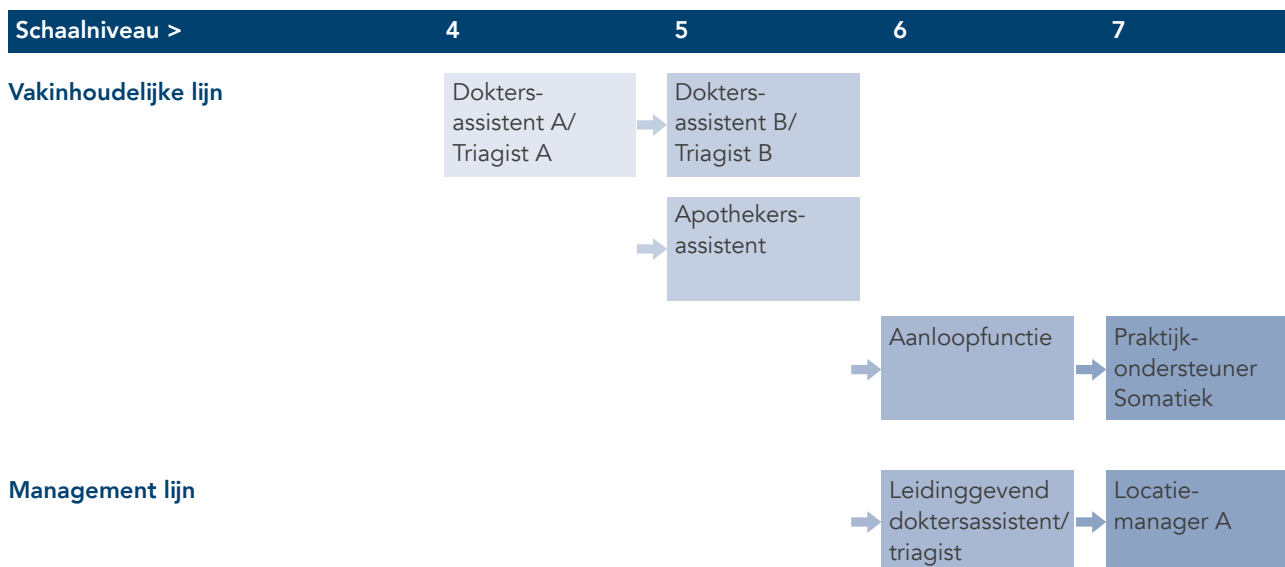 Schaalniveau > 4 5 6 7
Vakinhoudelijke lijn
Dokters-
assistent A/
Triagist A
Dokters-
assistent B/
Triagist B
Apothekers-
assistent
Aanloopfunctie
Praktijk-
ondersteuner
Somatiek
Management lijn
Leidinggevend
doktersassistent/
triagist
Locatie-
manager A